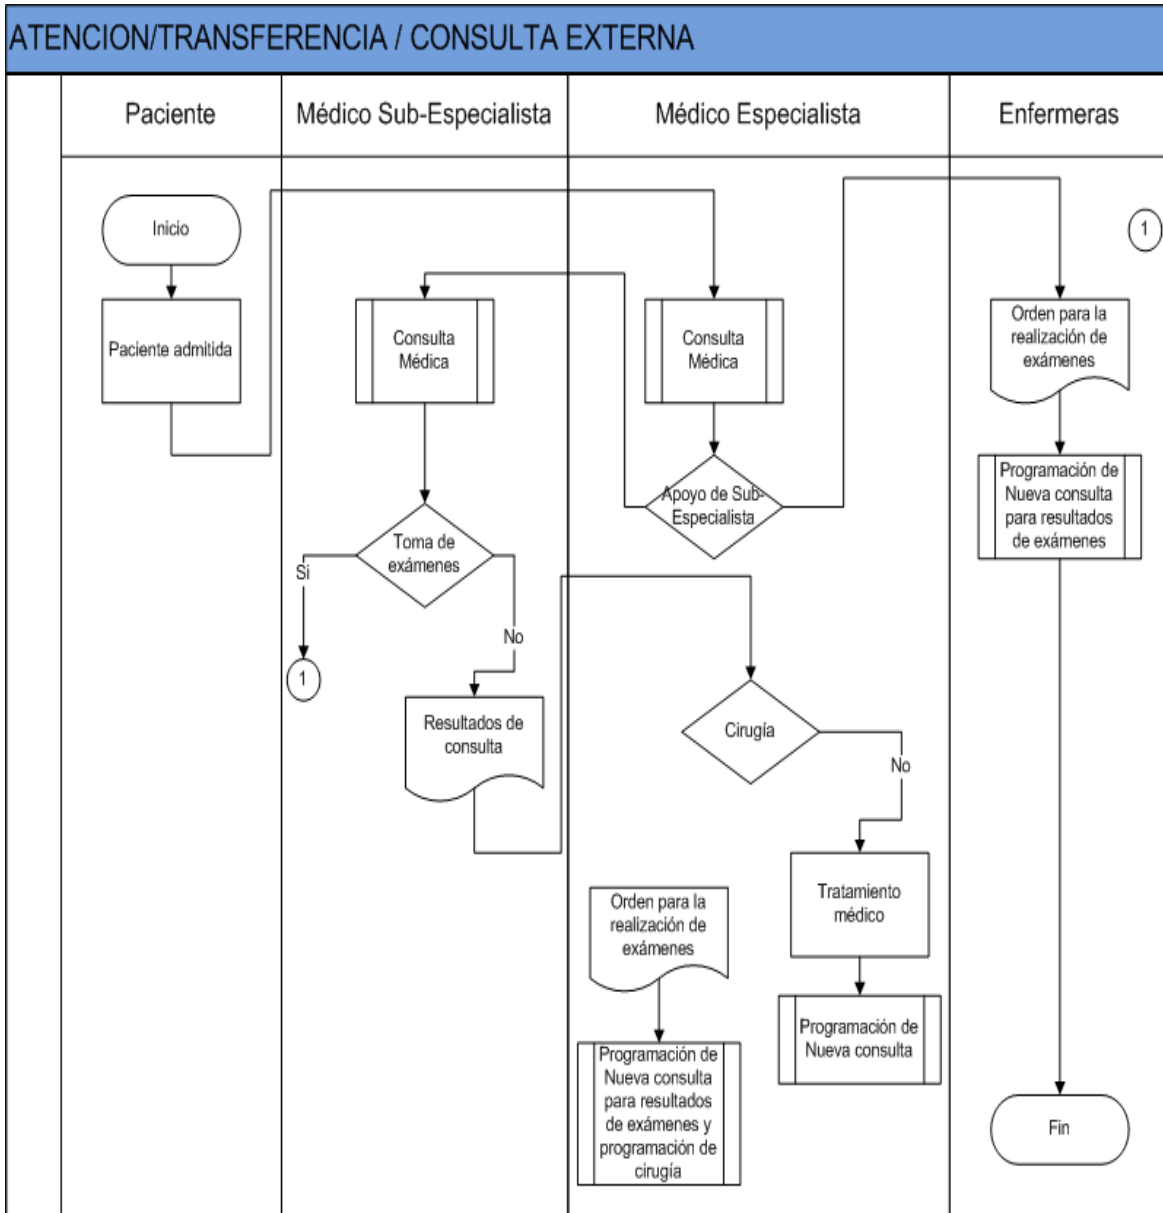 ATENCION/TRANSFERENCIA / CONSULTA EXTERNA
Paciente
Médico Sub-Especialista
Médico Especialista
Enfermeras
Inicio
1
Paciente admitida
Consulta
Médica
Consulta
Médica
Orden para la
realización de
exámenes
Apoyo de Sub-
Especialista
Programación de
Nueva consulta
para resultados
de exámenes
Toma de
exámenes
Si
No
1
Resultados de
consulta
Cirugía
No
Tratamiento
médico
Orden para la
realización de
exámenes
Programación de
Nueva consulta
Programación de
Nueva consulta
para resultados
de exámenes y
programación de
cirugía
Fin